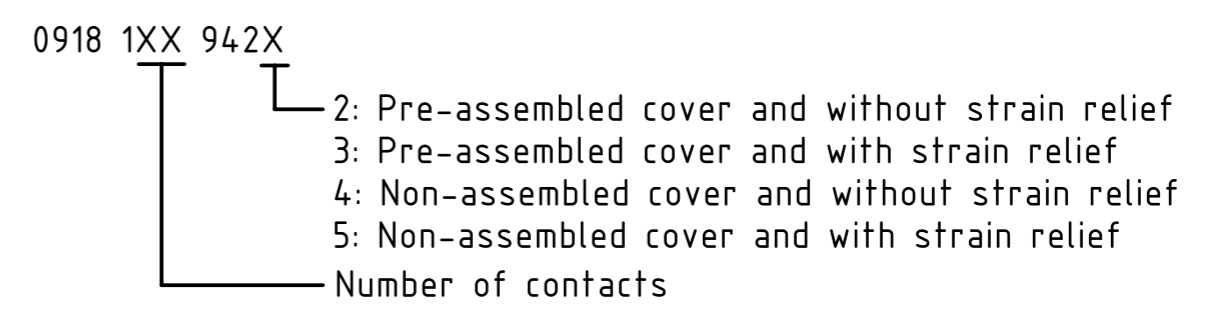 0918 1XX 942X
2: Pre-assembled cover and without strain relief
3: Pre-assembled cover and with strain relief
4: Non-assembled cover and without strain relief
5: Non-assembled cover and with strain relief
Number of contacts